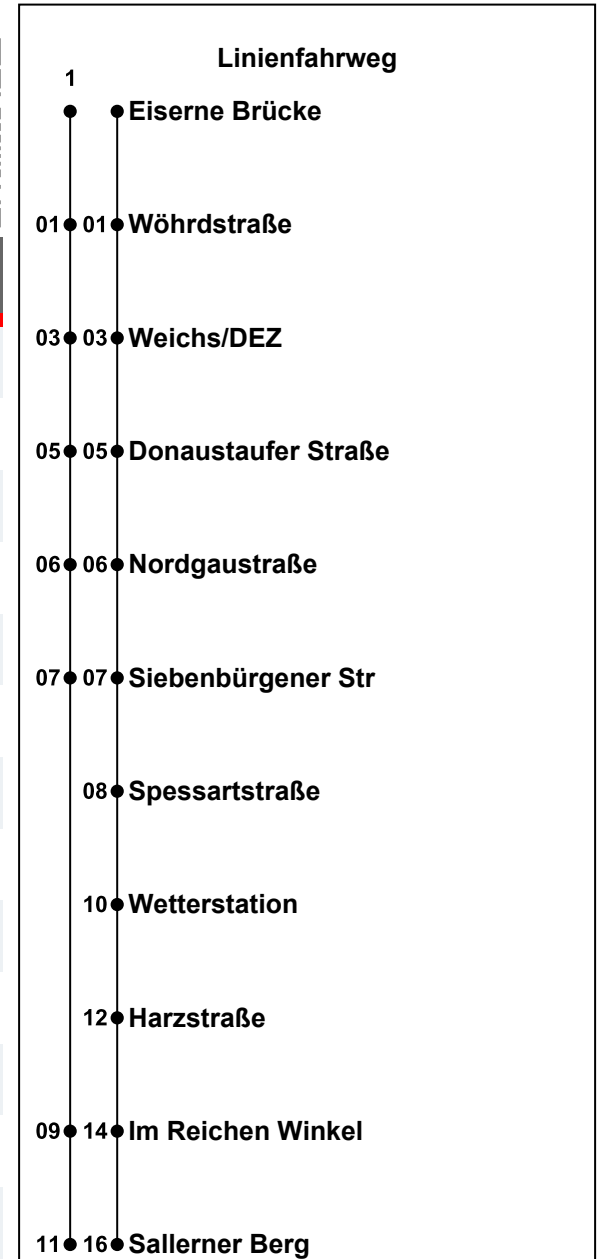 Linienfahrweg
1
Eiserne Brücke
01 01 Wöhrdstraße
03 03 Weichs/DEZ
05 05 Donaustaufer Straße
06 06 Nordgaustraße
07 07 Siebenbürgener Str
08 Spessartstraße
10 Wetterstation
12 Harzstraße
09 14 Im Reichen Winkel
11 16 Sallerner Berg